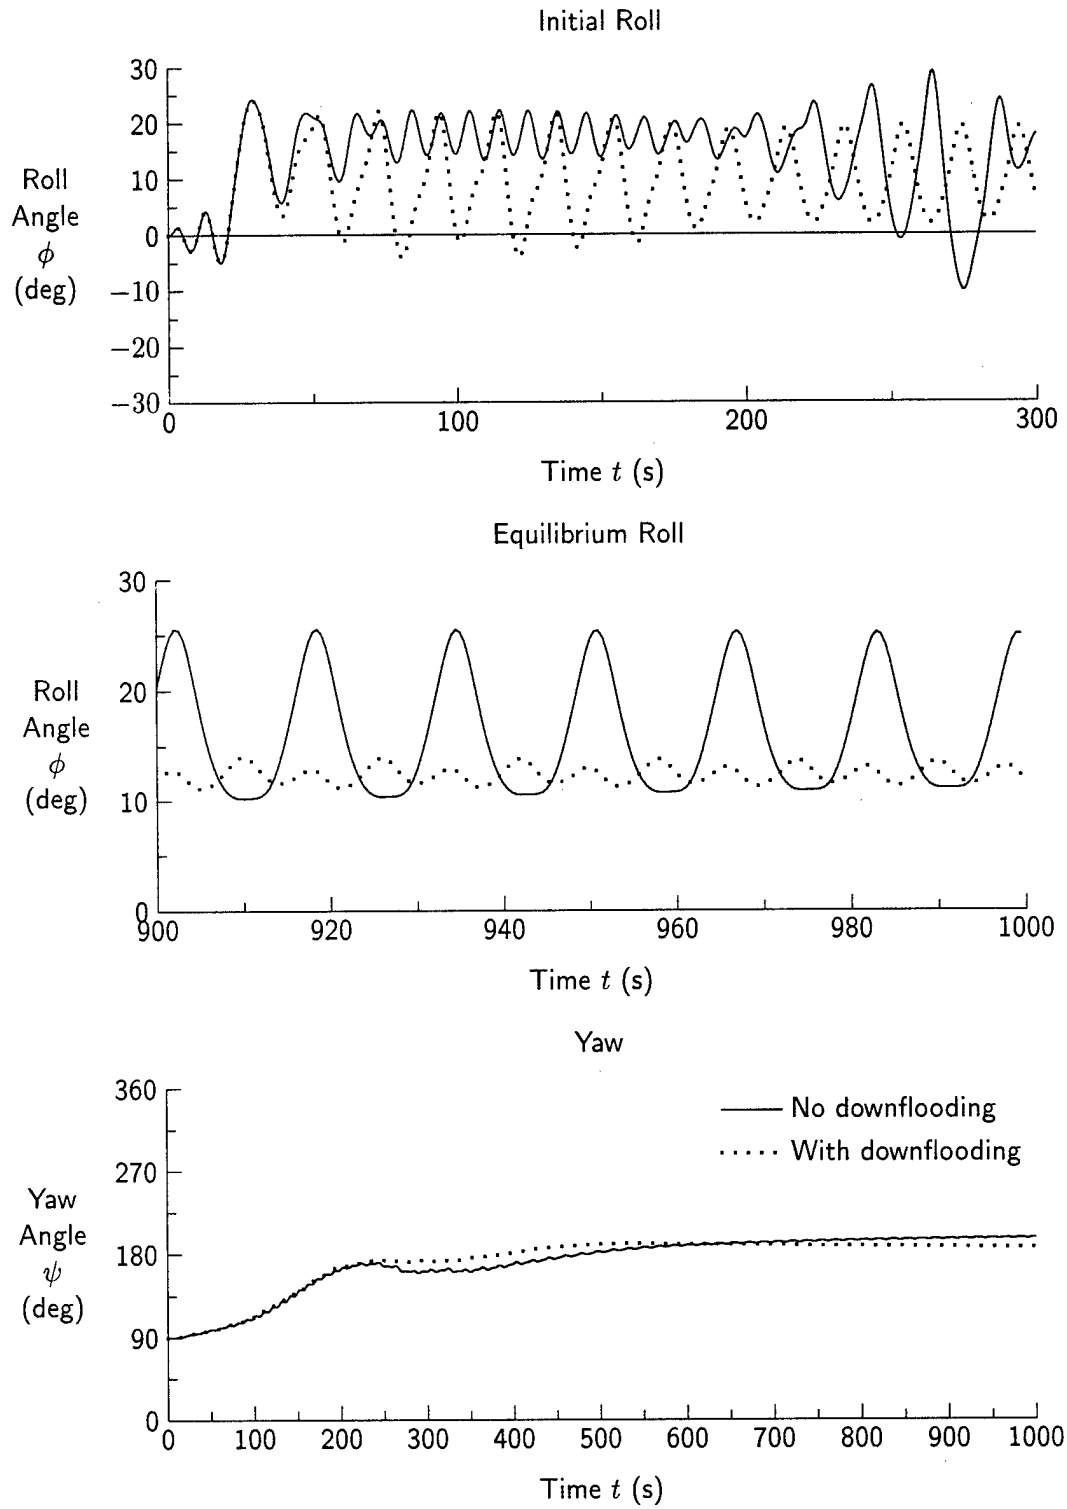 Initial Roll
30
20
10
0
−10
−20
−30
Roll
Angle
ϕ
(deg)
0 100 200 300
Time t (s)
Equilibrium Roll
30
20
10
0
Roll
Angle
ϕ
(deg)
900 920 940 960 980 1000
Time t (s)
Yaw
360
270
180
90
0
Yaw
Angle
ψ
(deg)
No downflooding
With downflooding
0 100 200 300 400 500 600 700 800 900 1000
Time t (s)